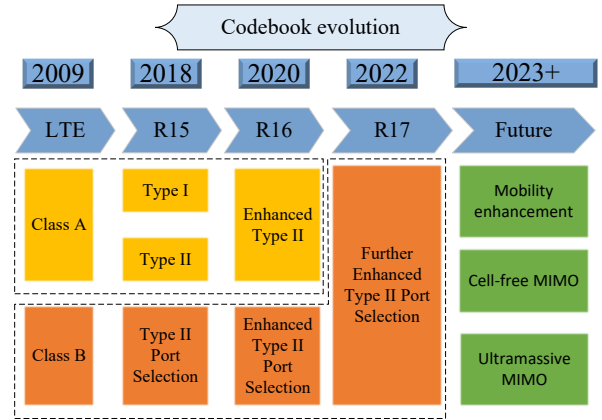 Codebook evolution
2009
2018
2020
2022
2023+
LTE
R15
R16
R17
Future
Class A
Type I
Type II
Enhanced
Type II
Further
Enhanced
Type II Port
Selection
Mobility
enhancement
Cell-free MIMO
Class B
Type II
Port
Selection
Enhanced
Type II
Port
Selection
Ultramassive
MIMO